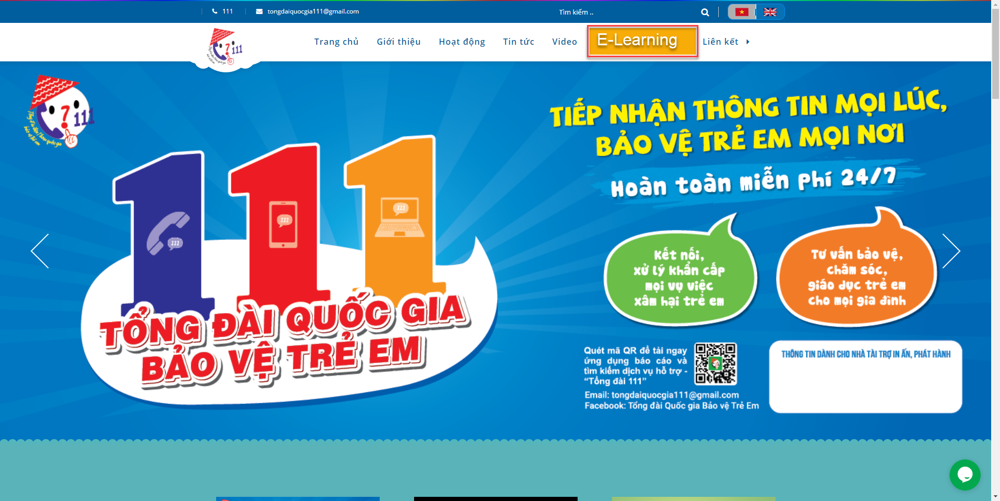 111
tongdaiquocgia111@gmail.com
Tìm kiếm ..
Trang chủ
Giới thiệu
Hoạt động
Tin tức
Video
E-Learning
Liên kết
?111
?111
TIẾP NHẬN THÔNG TIN MỌI LÚC,
BẢO VỆ TRẺ EM MỌI NƠI
Hoàn toàn miễn phí 24/7
111
111
111
111
TỔNG ĐÀI QUỐC GIA
BẢO VỆ TRẺ EM
Kết nối,
xử lý khẩn cấp
mọi vụ việc
xâm hại trẻ em
Tư vấn bảo vệ,
chăm sóc,
giáo dục trẻ em
cho mọi gia đình
Quét mã QR để tải ngay
ứng dụng báo cáo và
tìm kiếm dịch vụ hỗ trợ -
“Tổng đài 111”
Email: tongdaiquocgia111@gmail.com
Facebook: Tổng đài Quốc gia Bảo vệ Trẻ Em
THÔNG TIN DÀNH CHO NHÀ TÀI TRỢ IN ẤN, PHÁT HÀNH